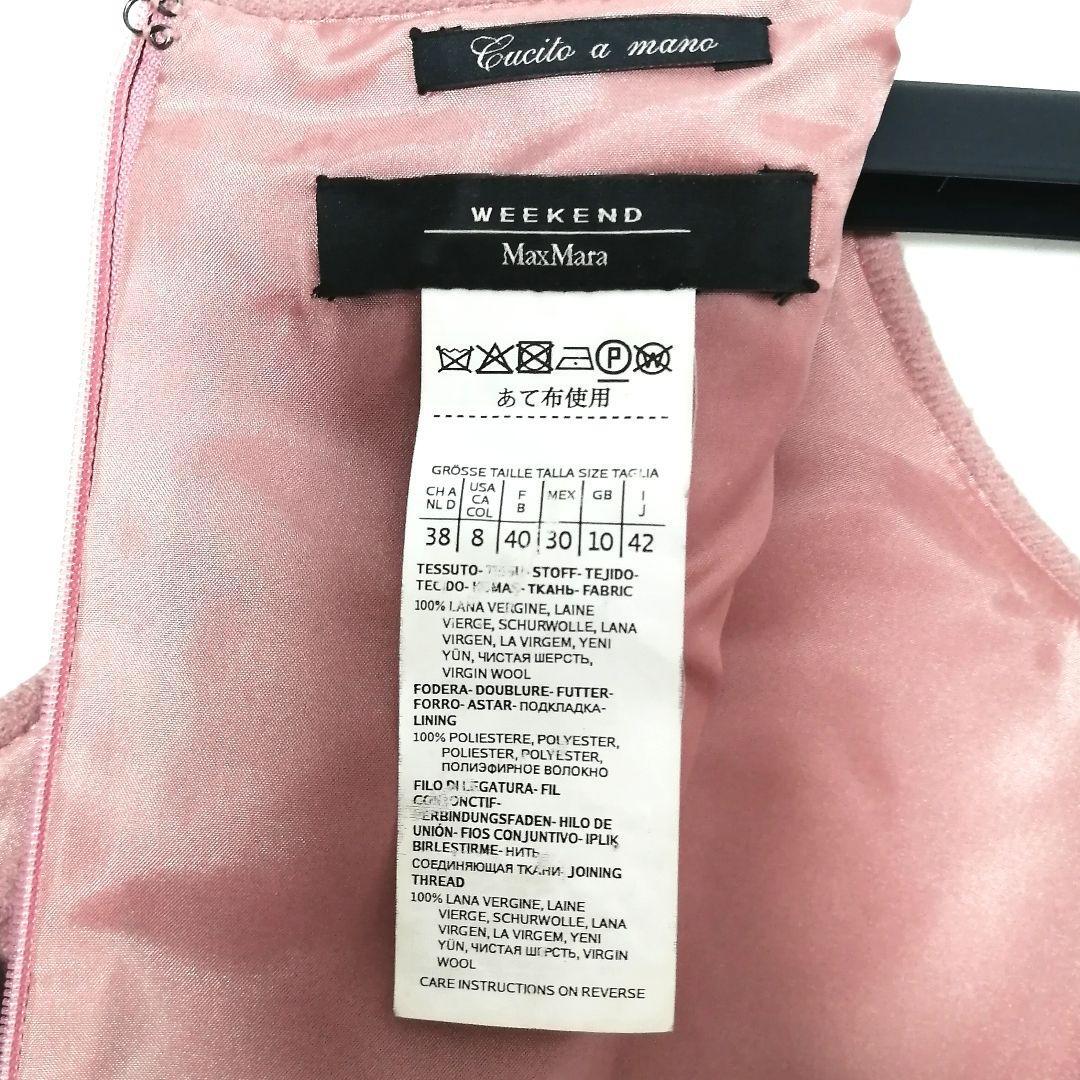 Cucito a mano
WEEKEND
MaxMara
P W
あて布使用
GRÖSSE TAILLE TALLA SIZE TAGLIA
CH A USA F MEX GB I
NL D CA B J
COL
38 8 40 30 10 42
TESSUTO- STOFF- TEJIDO-
- ТКАНЬ- FABRIC
100% LANA VERGINE, LAINE
VIERGE, SCHURWOLLE, LANA
VIRGEN, LA VIRGEM, YENI
YÜN, ЧИСТАЯ ШЕРСТЬ,
VIRGIN WOOL
FODERA- DOUBLURE- FUTTER-
FORRO- ASTAR- ПОДКЛАДКА-
LINING
100% POLIESTERE, POLYESTER,
POLIESTER, POLYESTER,
ПОЛИЭФИРНОЕ ВОЛОКНО
FILO DI LEGATURA- FIL
CONJONCTIF-
VERBINDUNGSFADEN- HILO DE
UNIÓN- FIOS CONJUNTIVO- IPLIK
BIRLESTIRME- НИТЬ
СОЕДИНЯЮЩАЯ ТКАНИ- JOINING
THREAD
100% LANA VERGINE, LAINE
VIERGE, SCHURWOLLE, LANA
VIRGEN, LA VIRGEM, YENI
YÜN, ЧИСТАЯ ШЕРСТЬ, VIRGIN
WOOL
CARE INSTRUCTIONS ON REVERSE